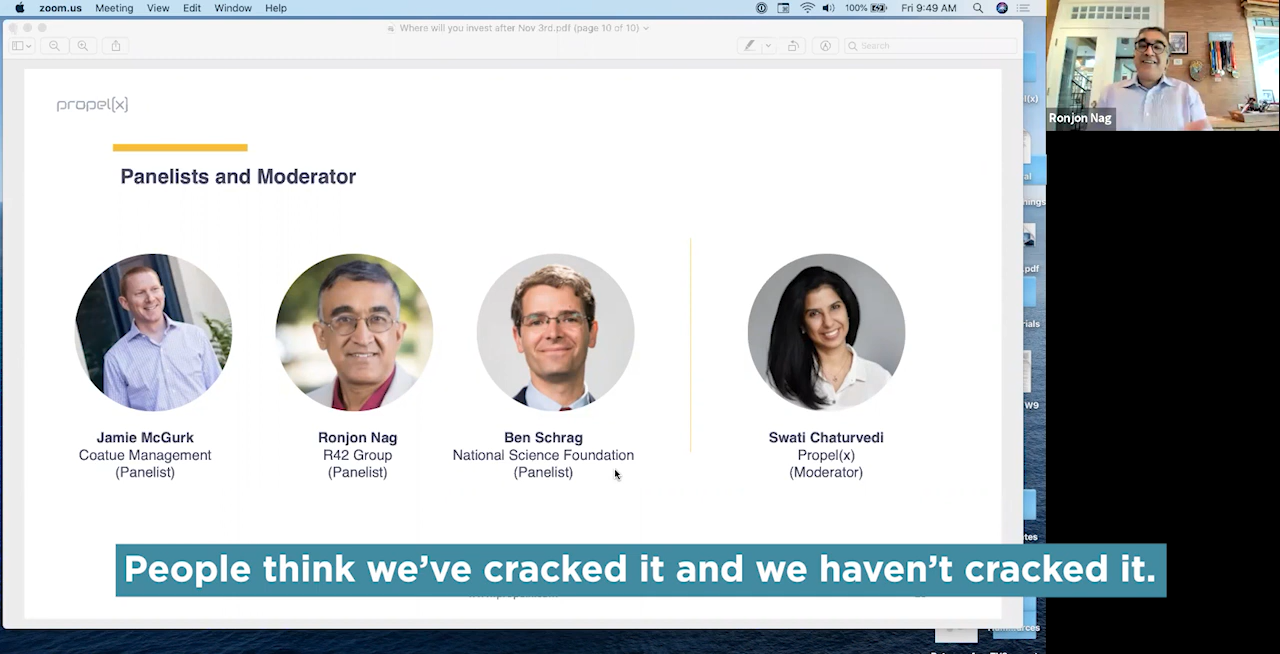 zoom.us Meeting View Edit Window Help 100% Fri 9:49 AM
Where will you invest after Nov 3rd.pdf (page 10 of 10)
Search
propel(x)
Panelists and Moderator
Jamie McGurk
Coatue Management
(Panelist)
Ronjon Nag
R42 Group
(Panelist)
Ben Schrag
National Science Foundation
(Panelist)
Swati Chaturvedi
Propel(x)
(Moderator)
People think we've cracked it and we haven't cracked it.
Ronjon Nag
l(x)
al
.pdf
W9